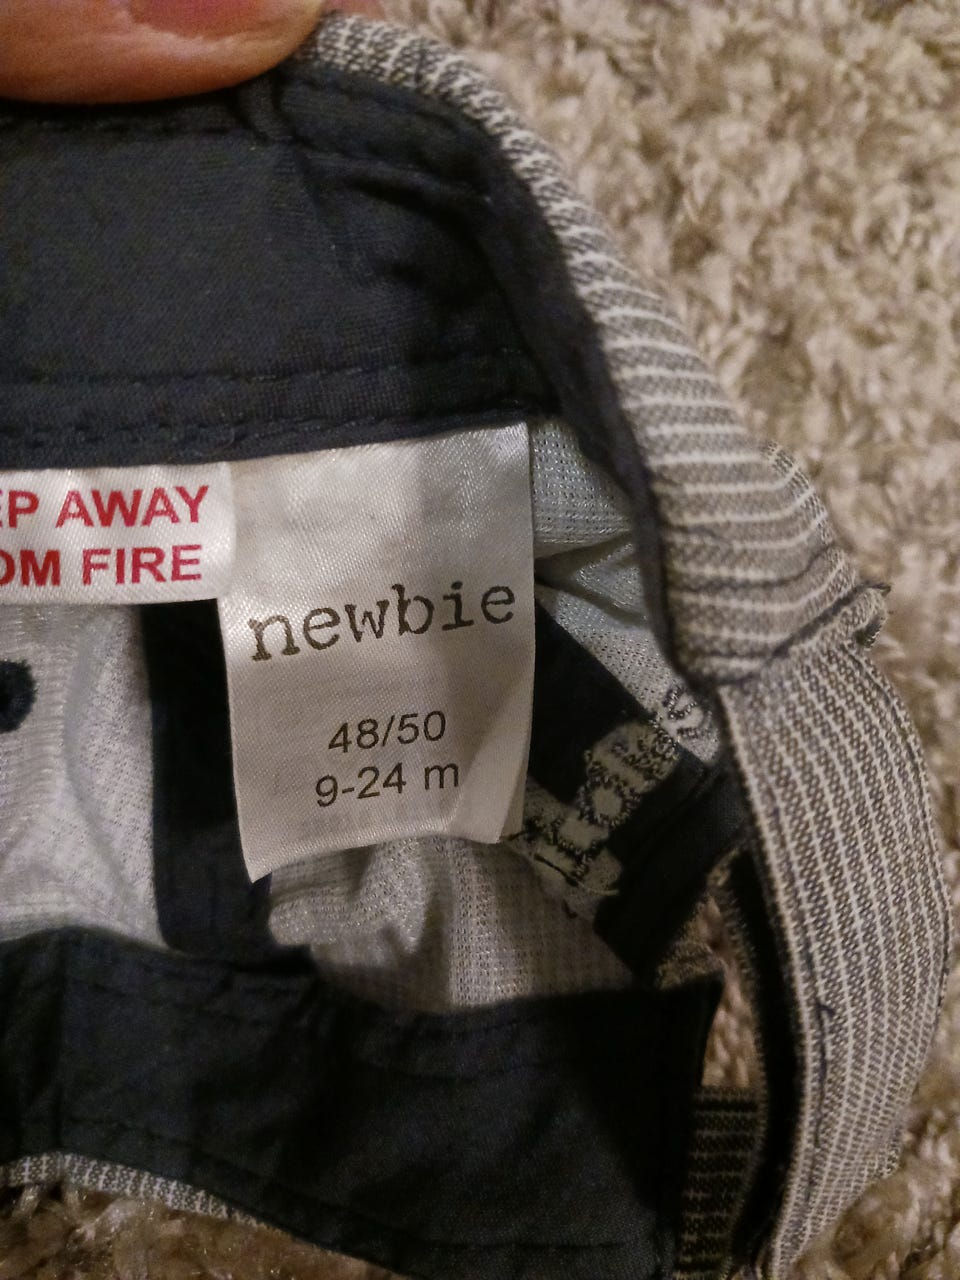 EP AWAY
OM FIRE
newbie
48/50
9-24 m